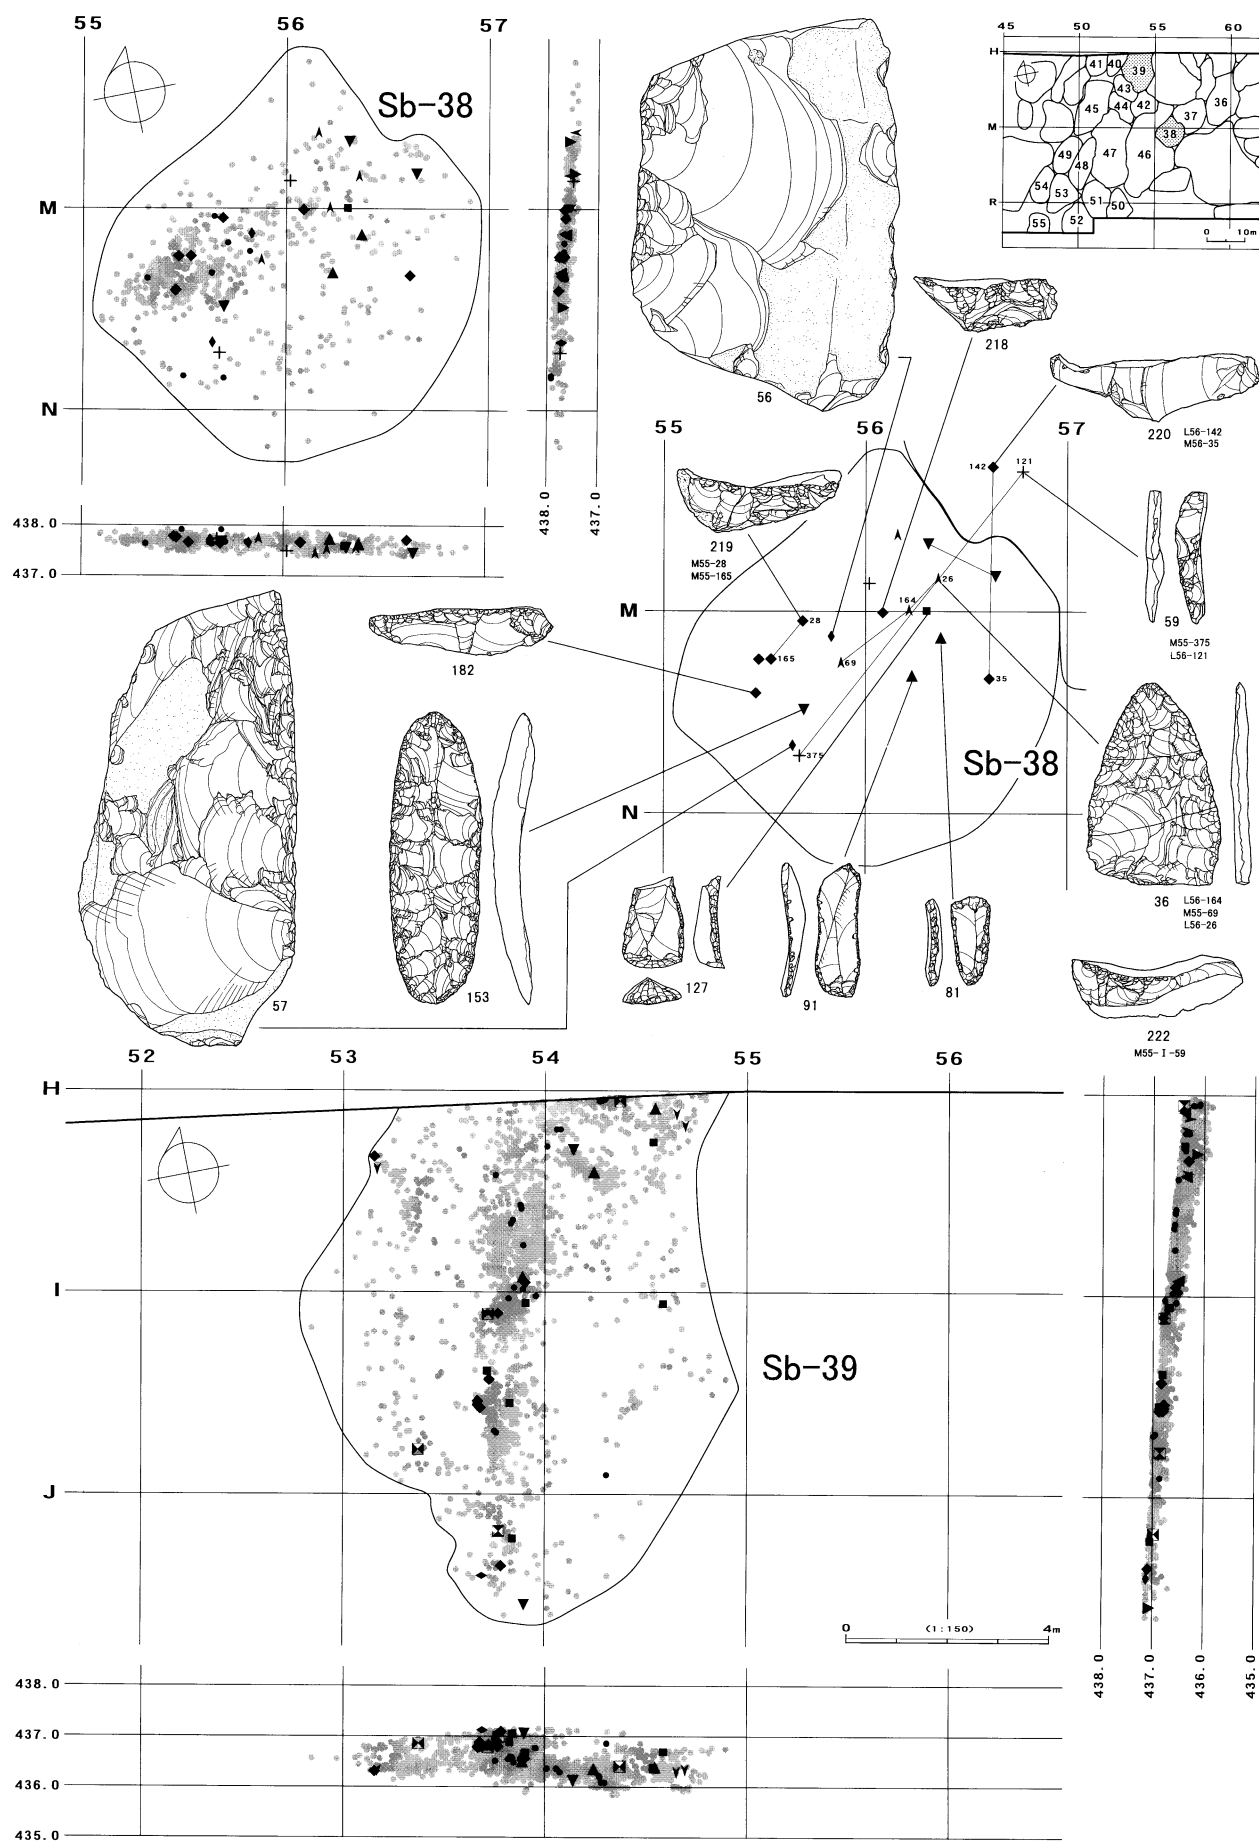 55
56
57
Sb-38
M
N
438.0
437.0
438.0
437.0
45
50
55
60
H
M
R
41
40
39
43
45
44
42
37
36
38
49
48
47
46
54
53
51
50
55
52
0
10m
56
218
220
L56-142
M56-35
55
56
57
142
121
219
M55-28
M55-165
26
M
164
28
165
69
35
375
Sb-38
N
59
M55-375
L56-121
182
57
153
127
91
81
36
L56-164
M55-69
L56-26
222
M55-I-59
52
53
54
55
56
H
I
J
Sb-39
0
(1:150)
4m
438.0
437.0
436.0
435.0
438.0
437.0
436.0
435.0